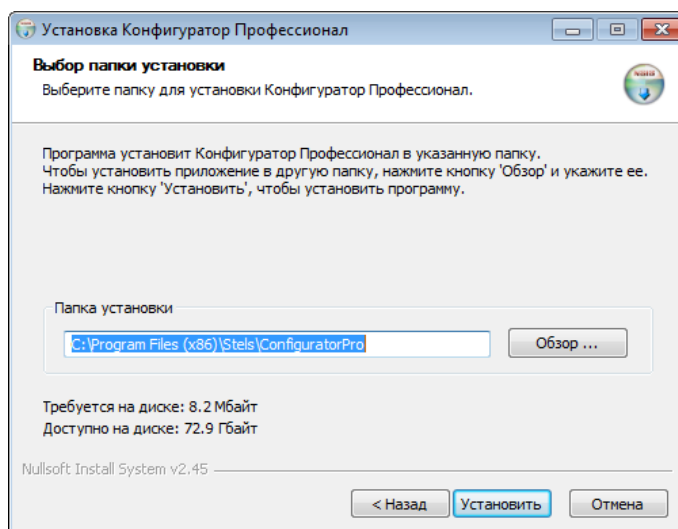 Установка Конфигуратор Профессионал
Выбор папки установки
Выберите папку для установки Конфигуратор Профессионал.
Программа установит Конфигуратор Профессионал в указанную папку.
Чтобы установить приложение в другую папку, нажмите кнопку 'Обзор' и укажите ее.
Нажмите кнопку 'Установить', чтобы установить программу.
Папка установки
C:\Program Files (x86)\Stels\ConfiguratorPro
Обзор ...
Требуется на диске: 8.2 Мбайт
Доступно на диске: 72.9 Гбайт
Nullsoft Install System v2.45
< Назад
Установить
Отмена